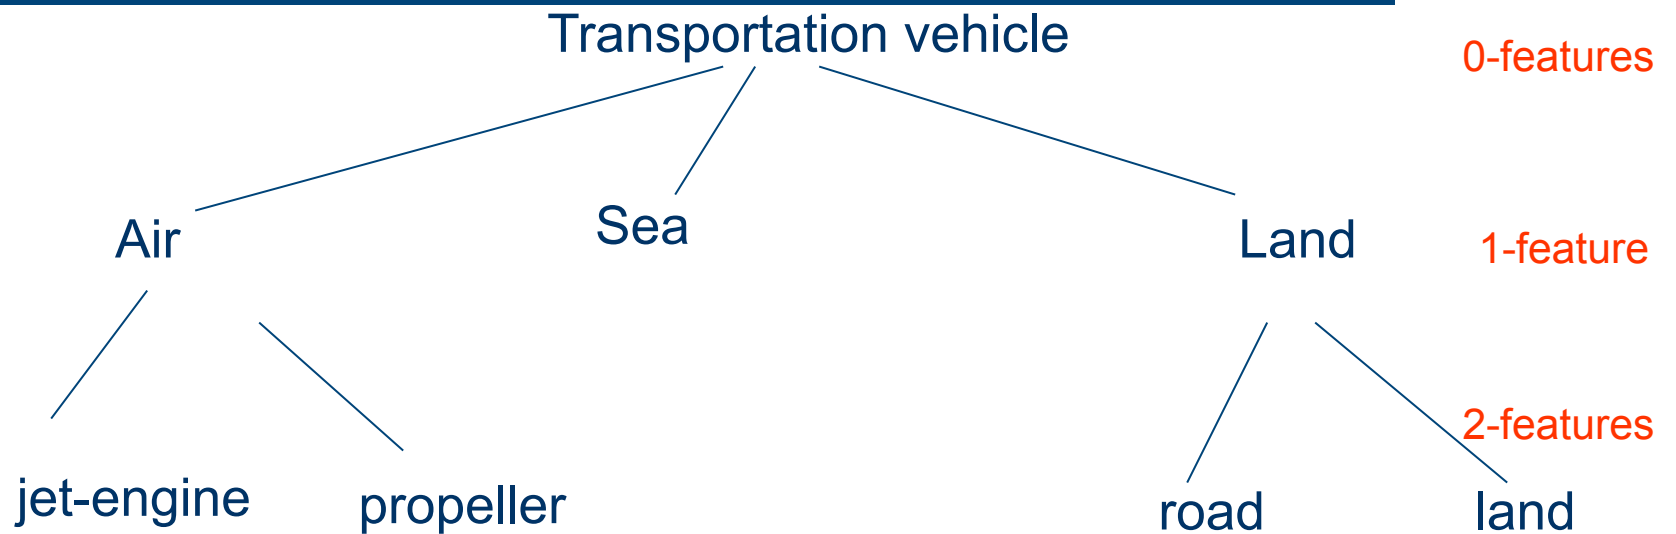 Transportation vehicle
0-features
Air
Sea
Land
1-feature
2-features
jet-engine
propeller
road
land